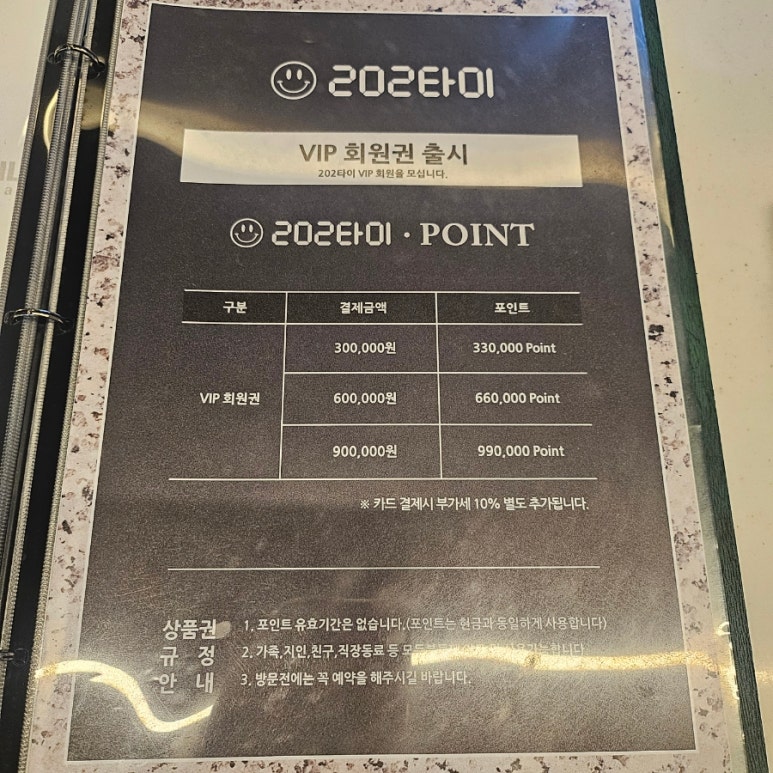 202타이
VIP 회원권 출시
202타이 VIP 회원을 모십니다.
202타이 · POINT
구분 결제금액 포인트
300,000원 330,000 Point
VIP 회원권 600,000원 660,000 Point
900,000원 990,000 Point
※ 카드 결제시 부가세 10% 별도 추가됩니다.
상품권 1, 포인트 유효기간은 없습니다.(포인트는 현금과 동일하게 사용합니다)
규 정 2, 가족,지인,친구,직장동료 등
안 내 3, 방문전에는 꼭 예약을 해주시길 바랍니다.